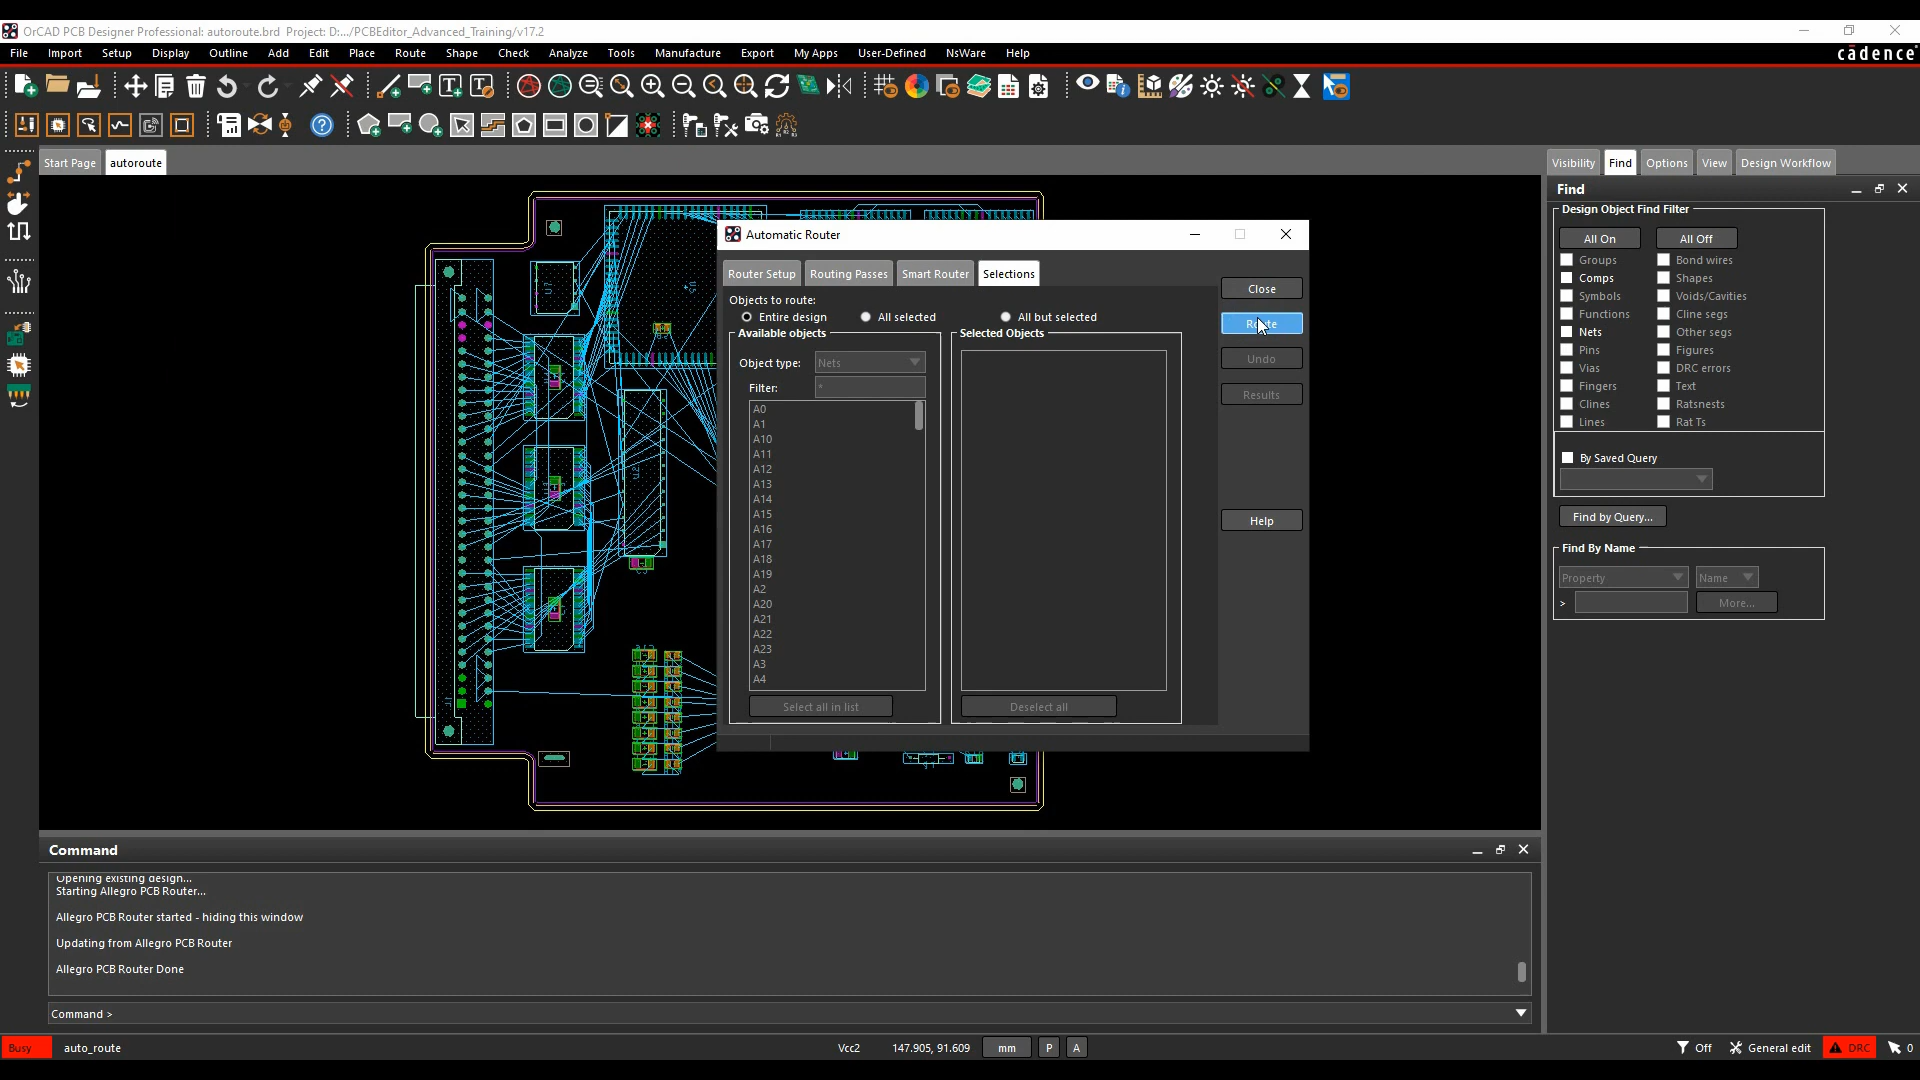 OrCAD PCB Designer Professional: autoroute.brd  Project: D:.../PCBEditor_Advanced_Training/v17.2
File Import Setup Display Outline Add Edit Place Route Shape Check Analyze Tools Manufacture Export My Apps User-Defined NsWare Help
cādence
Start Page autoroute
Visibility Find Options View Design Workflow
Find
Design Object Find Filter
All On All Off
Groups Bond wires
Comps Shapes
Symbols Voids/Cavities
Functions Cline segs
Nets Other segs
Pins Figures
Vias DRC errors
Fingers Text
Clines Ratsnests
Lines Rat Ts
By Saved Query
Find by Query...
Find By Name
Property Name
> More...
Automatic Router
Router Setup Routing Passes Smart Router Selections
Objects to route:
Entire design All selected All but selected
Available objects Selected Objects
Object type: Nets
Filter: *
A0
A1
A10
A11
A12
A13
A14
A15
A16
A17
A18
A19
A2
A20
A21
A22
A23
A3
A4
Select all in list Deselect all
Close
Route
Undo
Results
Help
U5
U2
Command
Opening existing design...
Starting Allegro PCB Router...
Allegro PCB Router started - hiding this window
Updating from Allegro PCB Router
Allegro PCB Router Done
Command >
Busy auto_route Vcc2 147.905, 91.609 mm P A Off General edit DRC 0